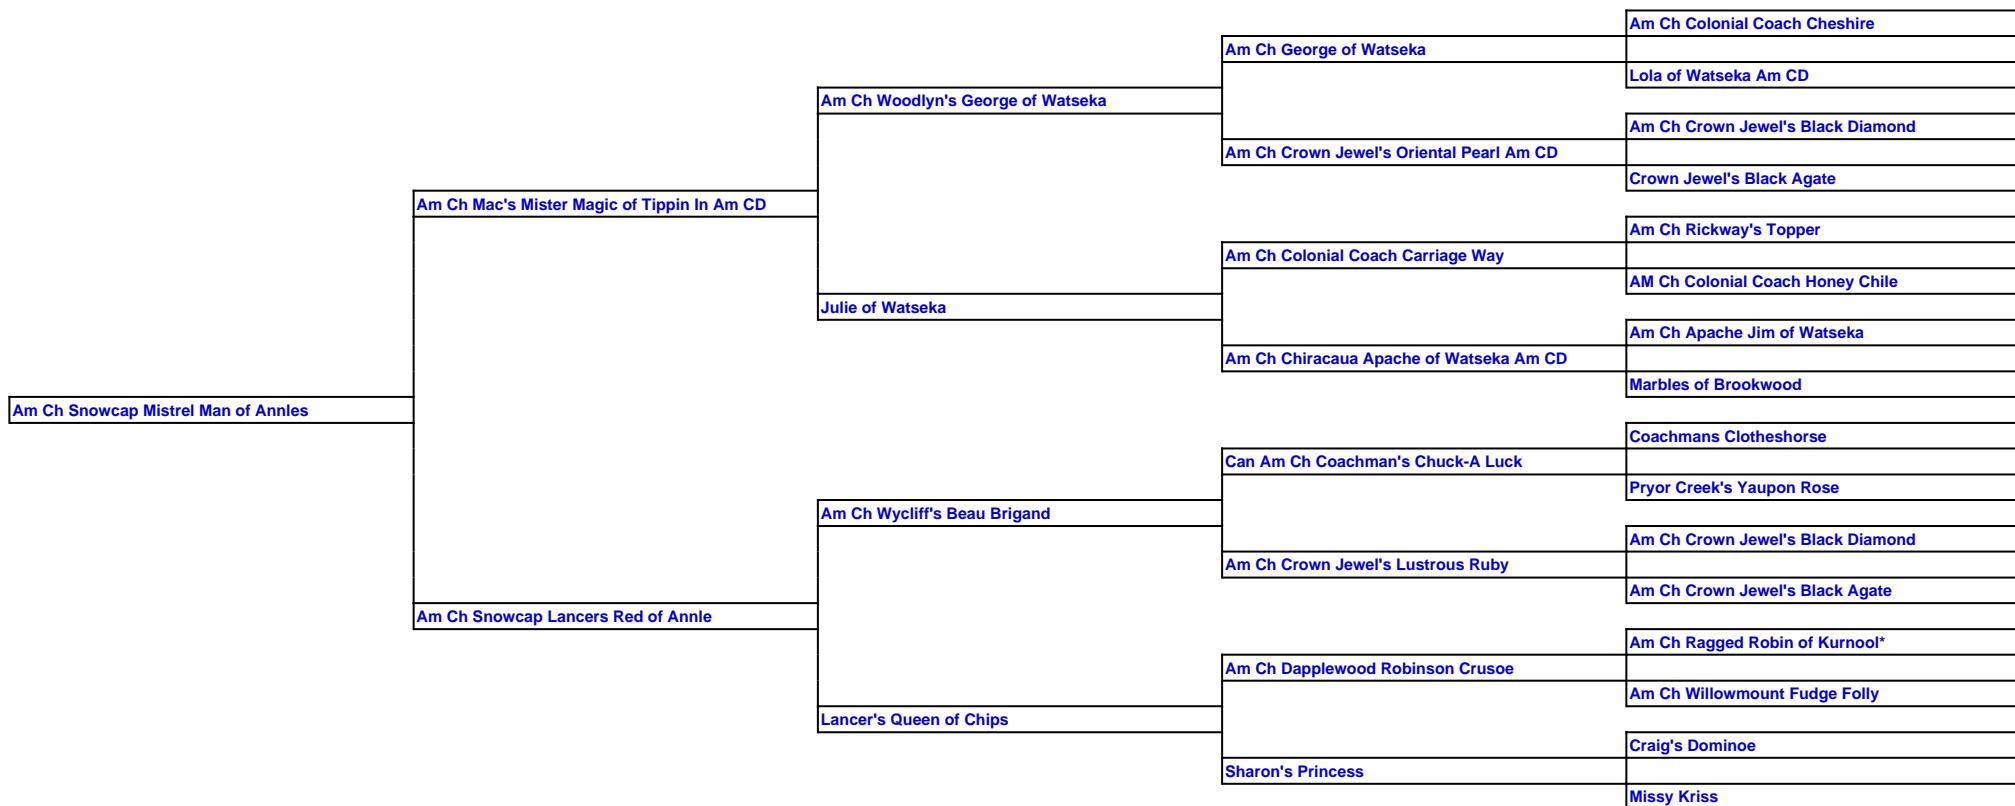 Am Ch Colonial Coach Cheshire
Am Ch George of Watseka
Lola of Watseka Am CD
Am Ch Woodlyn's George of Watseka
Am Ch Crown Jewel's Black Diamond
Am Ch Crown Jewel's Oriental Pearl Am CD
Crown Jewel's Black Agate
Am Ch Mac's Mister Magic of Tippin In Am CD
Am Ch Rickway's Topper
Am Ch Colonial Coach Carriage Way
AM Ch Colonial Coach Honey Chile
Julie of Watseka
Am Ch Apache Jim of Watseka
Am Ch Chiracaua Apache of Watseka Am CD
Marbles of Brookwood
Am Ch Snowcap Mistrel Man of Annles
Coachmans Clotheshorse
Can Am Ch Coachman's Chuck-A Luck
Pryor Creek's Yaupon Rose
Am Ch Wycliff's Beau Brigand
Am Ch Crown Jewel's Black Diamond
Am Ch Crown Jewel's Lustrous Ruby
Am Ch Crown Jewel's Black Agate
Am Ch Snowcap Lancers Red of Annle
Am Ch Ragged Robin of Kurnool*
Am Ch Dapplewood Robinson Crusoe
Am Ch Willowmount Fudge Folly
Lancer's Queen of Chips
Craig's Dominoe
Sharon's Princess
Missy Kriss